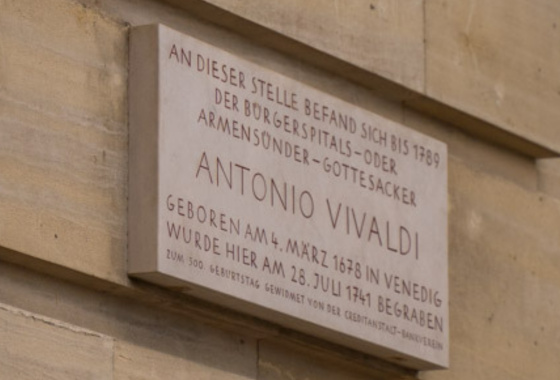 AN DIESER STELLE BEFAND SICH BIS 1789
DER BÜRGERSPITALS-ODER
ARMENSÜNDER-GOTTESACKER
ANTONIO VIVALDI
GEBOREN AM 4. MÄRZ 1678 IN VENEDIG
WURDE HIER AM 28. JULI 1741 BEGRABEN
ZUM 300. GEBURTSTAG GEWIDMET VON DER CREDITANSTALT-BANKVEREIN